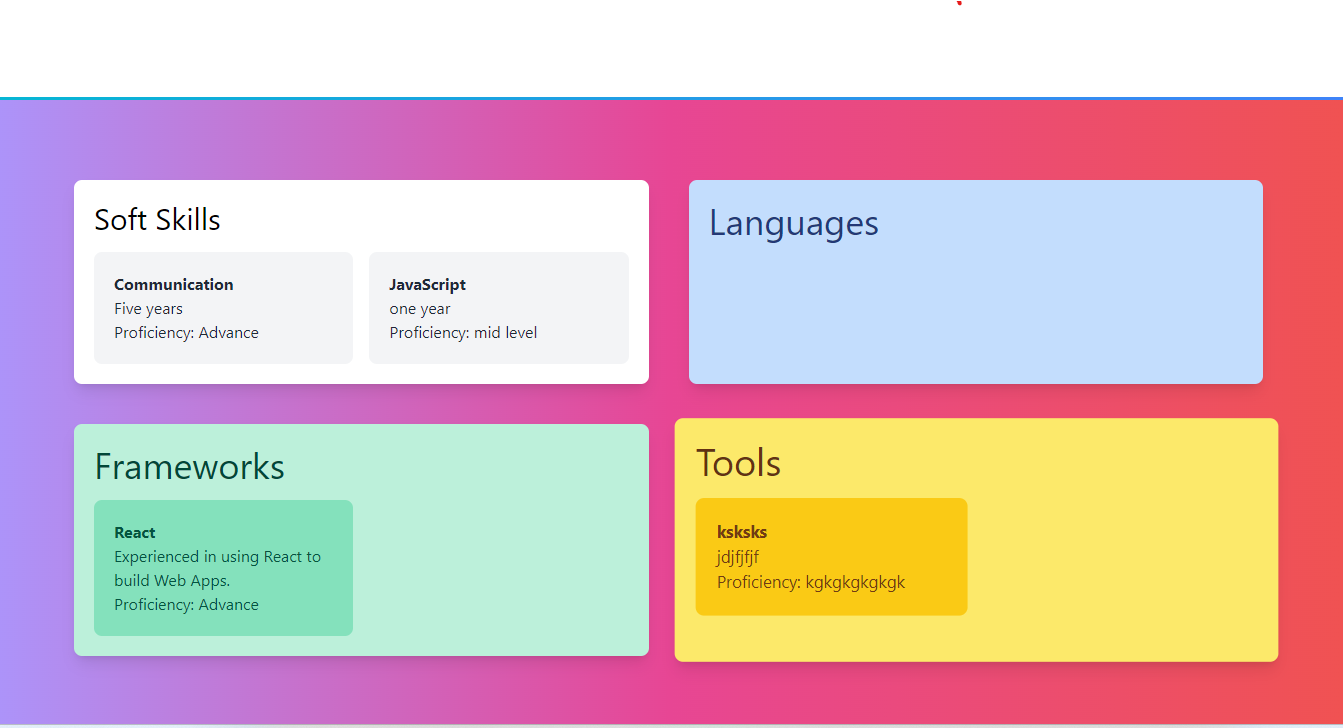 Soft Skills
Communication
Five years
Proficiency: Advance
JavaScript
one year
Proficiency: mid level
Languages
Frameworks
React
Experienced in using React to
build Web Apps.
Proficiency: Advance
Tools
ksksks
jdjfjfjf
Proficiency: kgkgkgkgkgk